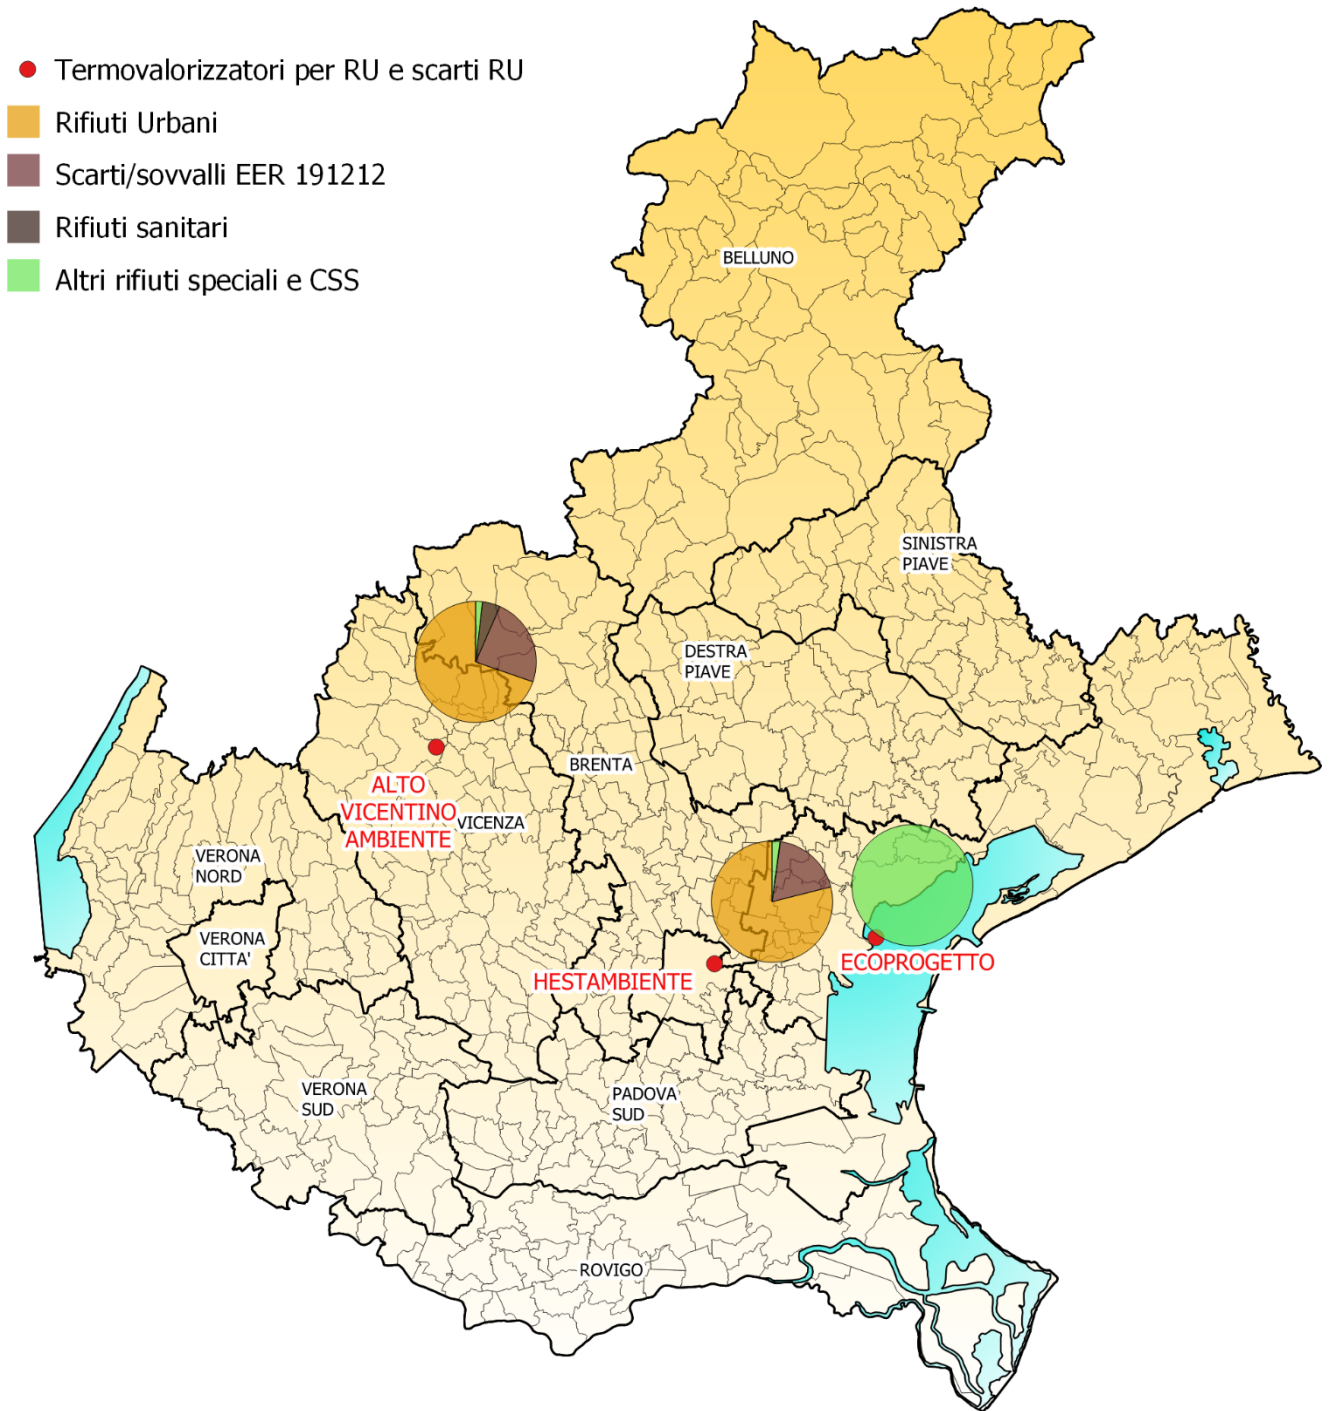 Termovalorizzatori per RU e scarti RU
Rifiuti Urbani
Scarti/sovvalli EER 191212
Rifiuti sanitari
Altri rifiuti speciali e CSS
BELLUNO
SINISTRA
PIAVE
DESTRA
PIAVE
BRENTA
ALTO
VICENTINO
AMBIENTE
VICENZA
VERONA
NORD
VERONA
CITTA'
HESTAMBIENTE
ECOPROGETTO
VERONA
SUD
PADOVA
SUD
ROVIGO